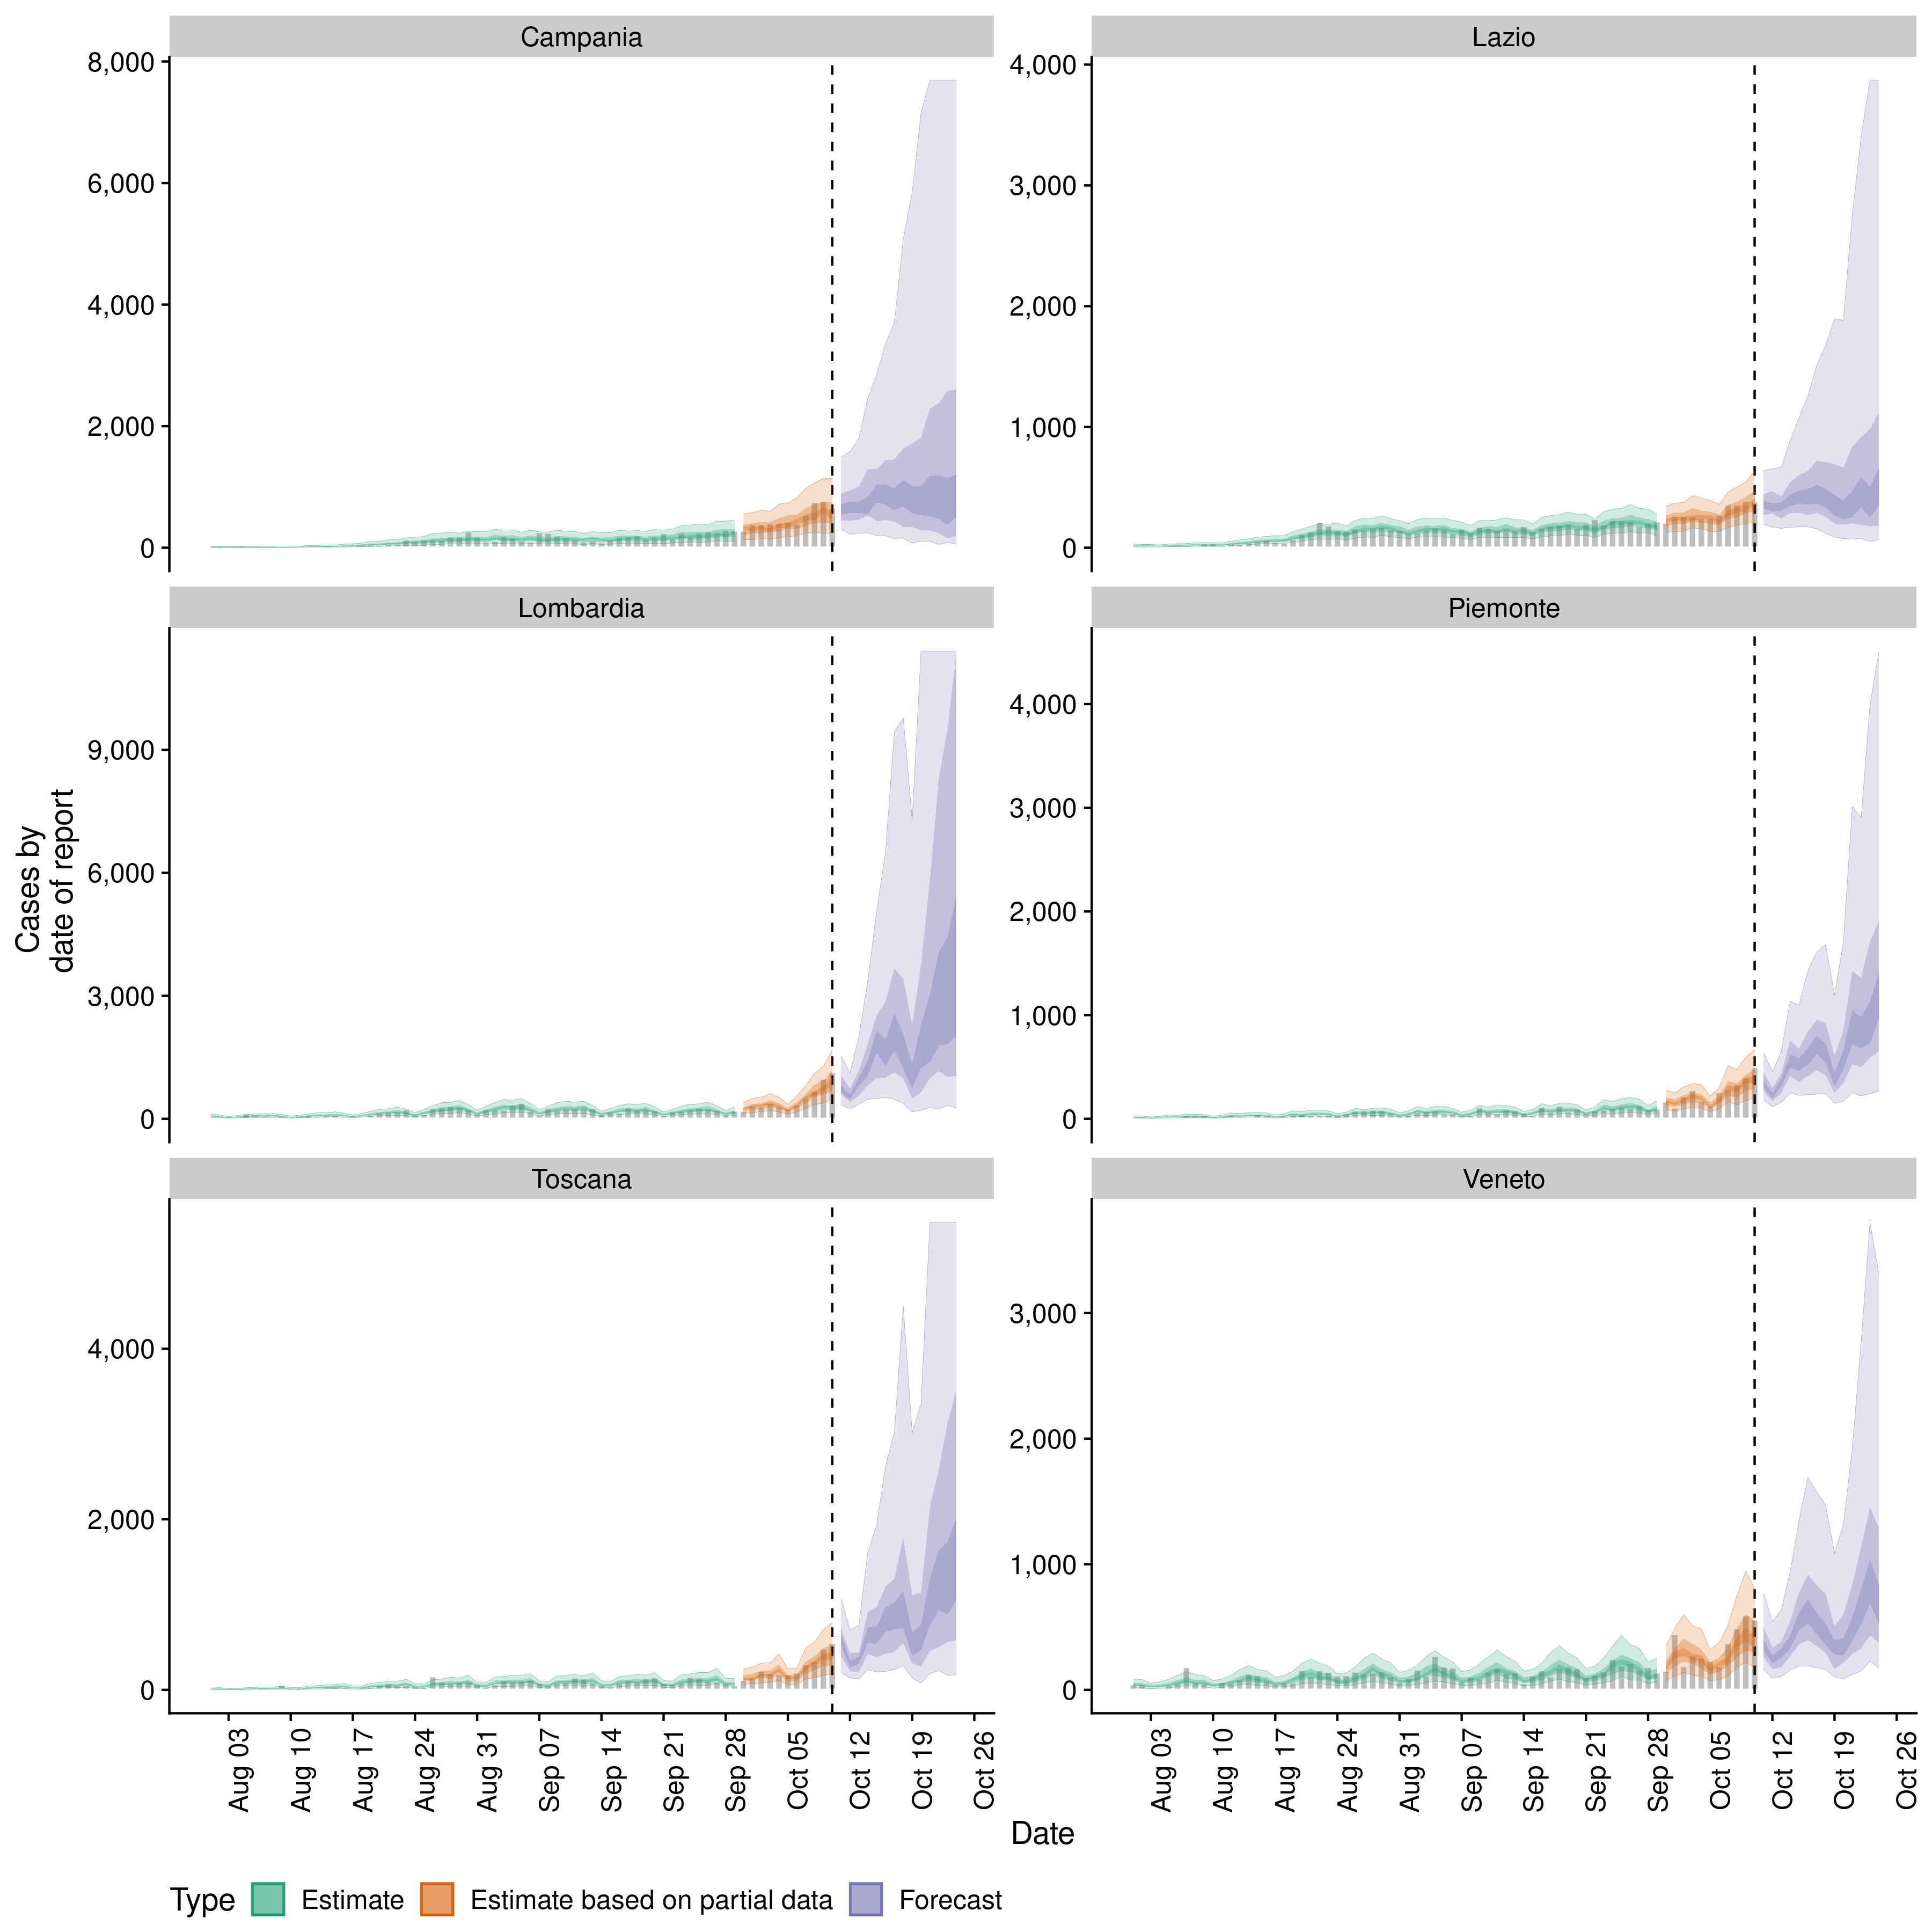 Campania
Lazio
8,000
6,000
4,000
2,000
0
4,000
3,000
2,000
1,000
0
Lombardia
Piemonte
9,000
6,000
3,000
0
4,000
3,000
2,000
1,000
0
Cases by
date of report
Toscana
Veneto
4,000
2,000
0
3,000
2,000
1,000
0
Aug 03
Aug 10
Aug 17
Aug 24
Aug 31
Sep 07
Sep 14
Sep 21
Sep 28
Oct 05
Oct 12
Oct 19
Oct 26
Aug 03
Aug 10
Aug 17
Aug 24
Aug 31
Sep 07
Sep 14
Sep 21
Sep 28
Oct 05
Oct 12
Oct 19
Oct 26
Date
Type Estimate Estimate based on partial data Forecast